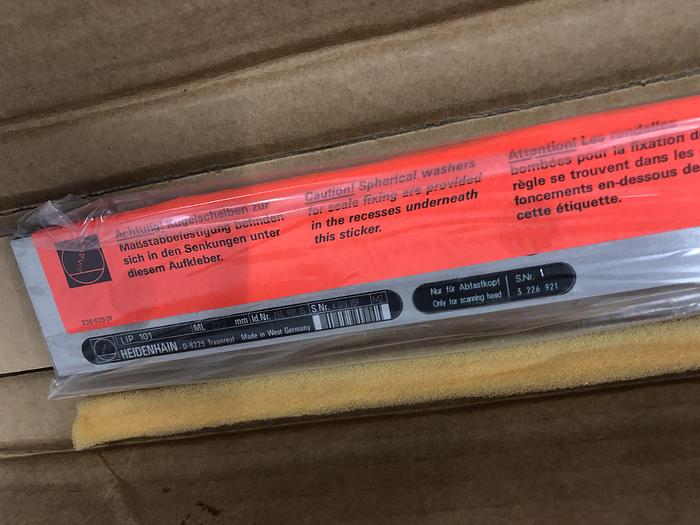 Achtung! Kugelscheiben zur
Maßstabbefestigung befinden
sich in den Senkungen unter
diesem Aufkleber.
Caution! Spherical washers
for scale fixing are provided
in the recesses underneath
this sticker.
Attention! Les rondelles
bombées pour la fixation
règle se trouvent dans les
foncements en-dessous de
cette étiquette.
LIP 101 ML mm Id.Nr. S.Nr.
HEIDENHAIN D-8225 Traunreut · Made in West Germany
Nur für Abtastkopf
Only for scanning head
S.Nr. 1
3 226 921